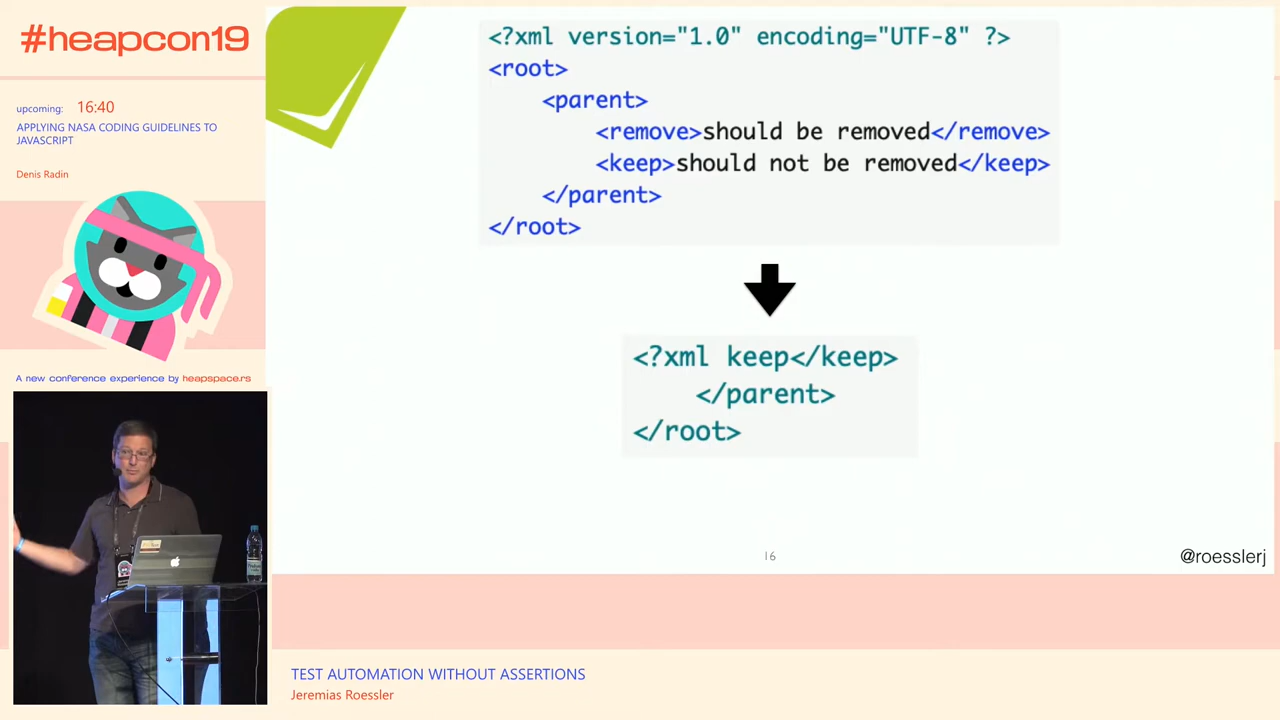 #heapcon19
upcoming: 16:40
APPLYING NASA CODING GUIDELINES TO
JAVASCRIPT
Denis Radin
A new conference experience by heapspace.rs
<?xml version="1.0" encoding="UTF-8" ?>
<root>
<parent>
<remove>should be removed</remove>
<keep>should not be removed</keep>
</parent>
</root>
<?xml keep</keep>
</parent>
</root>
16
@roesslerj
TEST AUTOMATION WITHOUT ASSERTIONS
Jeremias Roessler